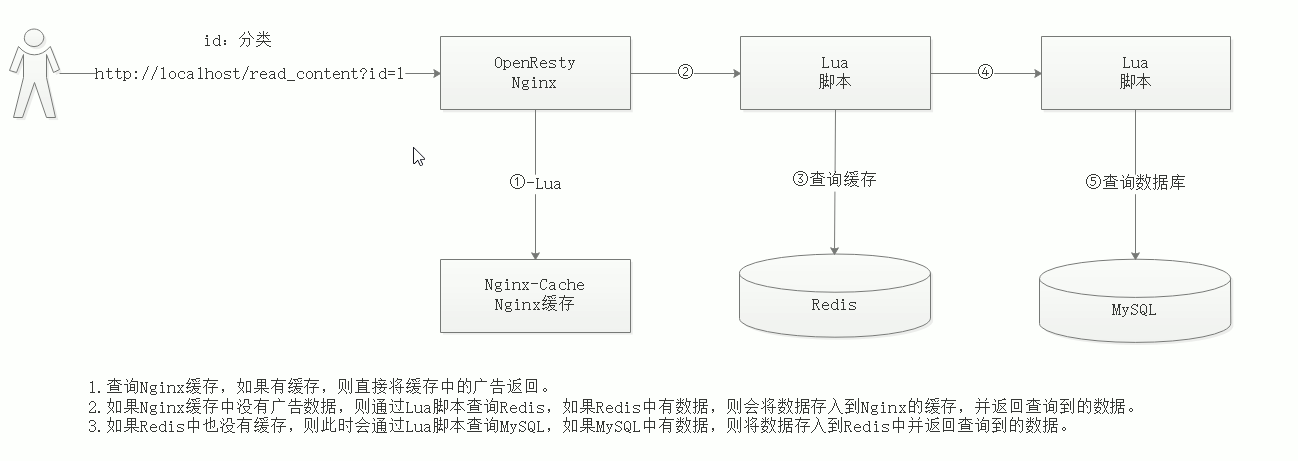 id: 分类
http://localhost/read_content?id=1
OpenResty
Nginx
②
Lua
脚本
④
Lua
脚本
①-Lua
③查询缓存
⑤查询数据库
Nginx-Cache
Nginx缓存
Redis
MySQL
1.查询Nginx缓存，如果有缓存，则直接将缓存中的广告返回。
2.如果Nginx缓存中没有广告数据，则通过Lua脚本查询Redis，如果Redis中有数据，则会将数据存入到Nginx的缓存，并返回查询到的数据。
3.如果Redis中也没有缓存，则此时会通过Lua脚本查询MySQL，如果MySQL中有数据，则将数据存入到Redis中并返回查询到的数据。